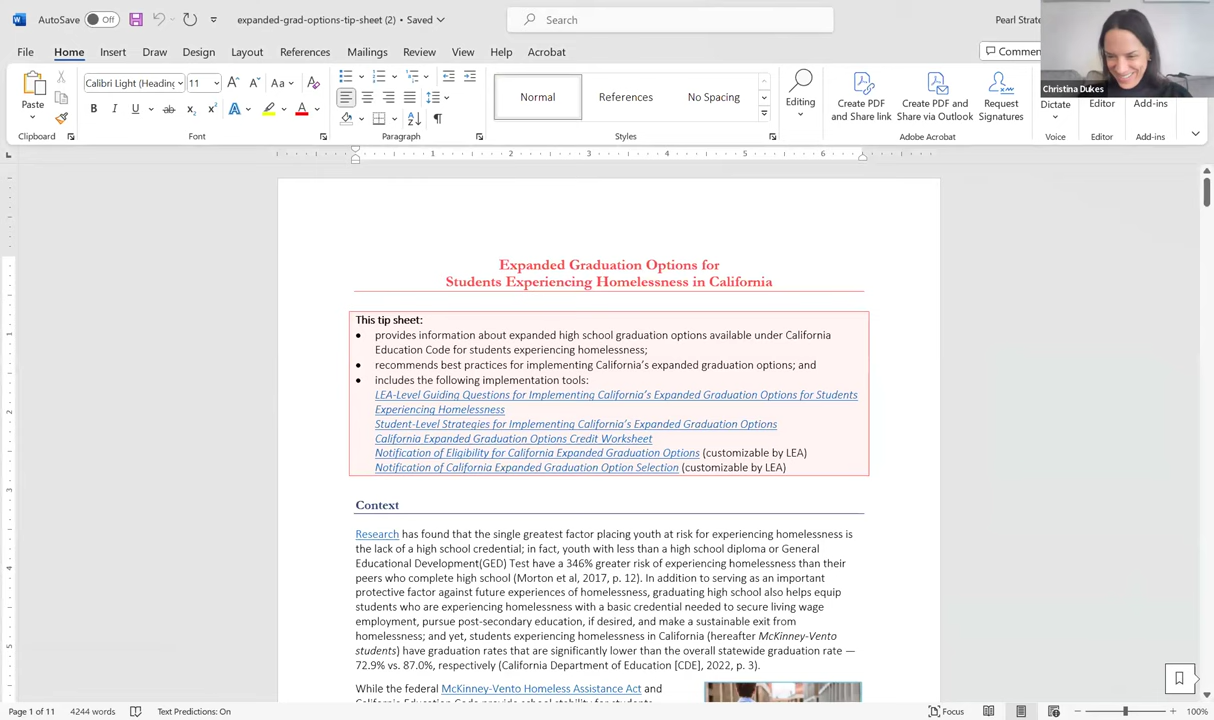 AutoSave Off expanded-grad-options-tip-sheet (2) • Saved Search Pearl Strate
File Home Insert Draw Design Layout References Mailings Review View Help Acrobat Commen
Christina Dukes
Paste
Calibri Light (Heading 11
Normal References No Spacing
Editing
Create PDF and Share link
Create PDF and Share via Outlook
Request Signatures
Dictate
Editor
Add-ins
Clipboard Font Paragraph Styles Adobe Acrobat Voice Editor Add-ins
1 2 3 4 5 6
Expanded Graduation Options for
Students Experiencing Homelessness in California
This tip sheet:
• provides information about expanded high school graduation options available under California
Education Code for students experiencing homelessness;
• recommends best practices for implementing California’s expanded graduation options; and
• includes the following implementation tools:
LEA-Level Guiding Questions for Implementing California’s Expanded Graduation Options for Students
Experiencing Homelessness
Student-Level Strategies for Implementing California’s Expanded Graduation Options
California Expanded Graduation Options Credit Worksheet
Notification of Eligibility for California Expanded Graduation Options (customizable by LEA)
Notification of California Expanded Graduation Option Selection (customizable by LEA)
Context
Research has found that the single greatest factor placing youth at risk for experiencing homelessness is
the lack of a high school credential; in fact, youth with less than a high school diploma or General
Educational Development(GED) Test have a 346% greater risk of experiencing homelessness than their
peers who complete high school (Morton et al, 2017, p. 12). In addition to serving as an important
protective factor against future experiences of homelessness, graduating high school also helps equip
students who are experiencing homelessness with a basic credential needed to secure living wage
employment, pursue post-secondary education, if desired, and make a sustainable exit from
homelessness; and yet, students experiencing homelessness in California (hereafter McKinney-Vento
students) have graduation rates that are significantly lower than the overall statewide graduation rate —
72.9% vs. 87.0%, respectively (California Department of Education [CDE], 2022, p. 3).
While the federal McKinney-Vento Homeless Assistance Act and
California Education Code provide school stability for students
Page 1 of 11 4244 words Text Predictions: On Focus 100%